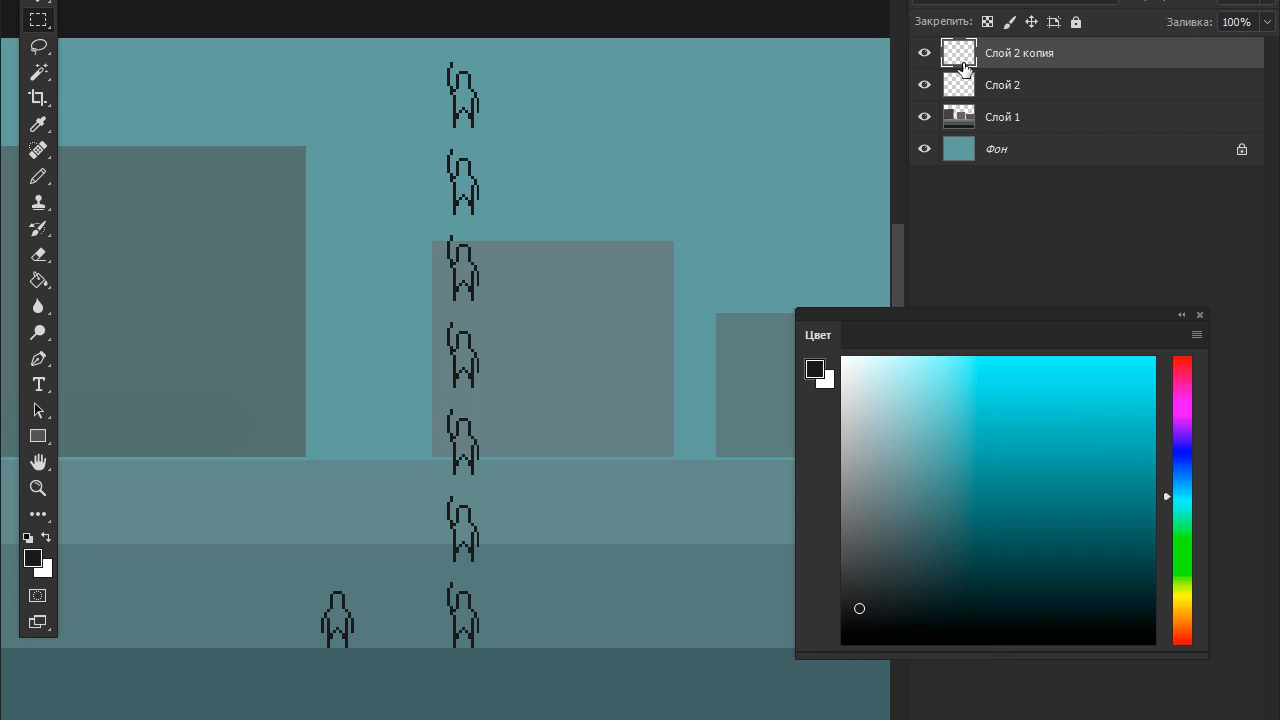 Закрепить:
Заливка: 100%
Слой 2 копия
Слой 2
Слой 1
Фон
Цвет